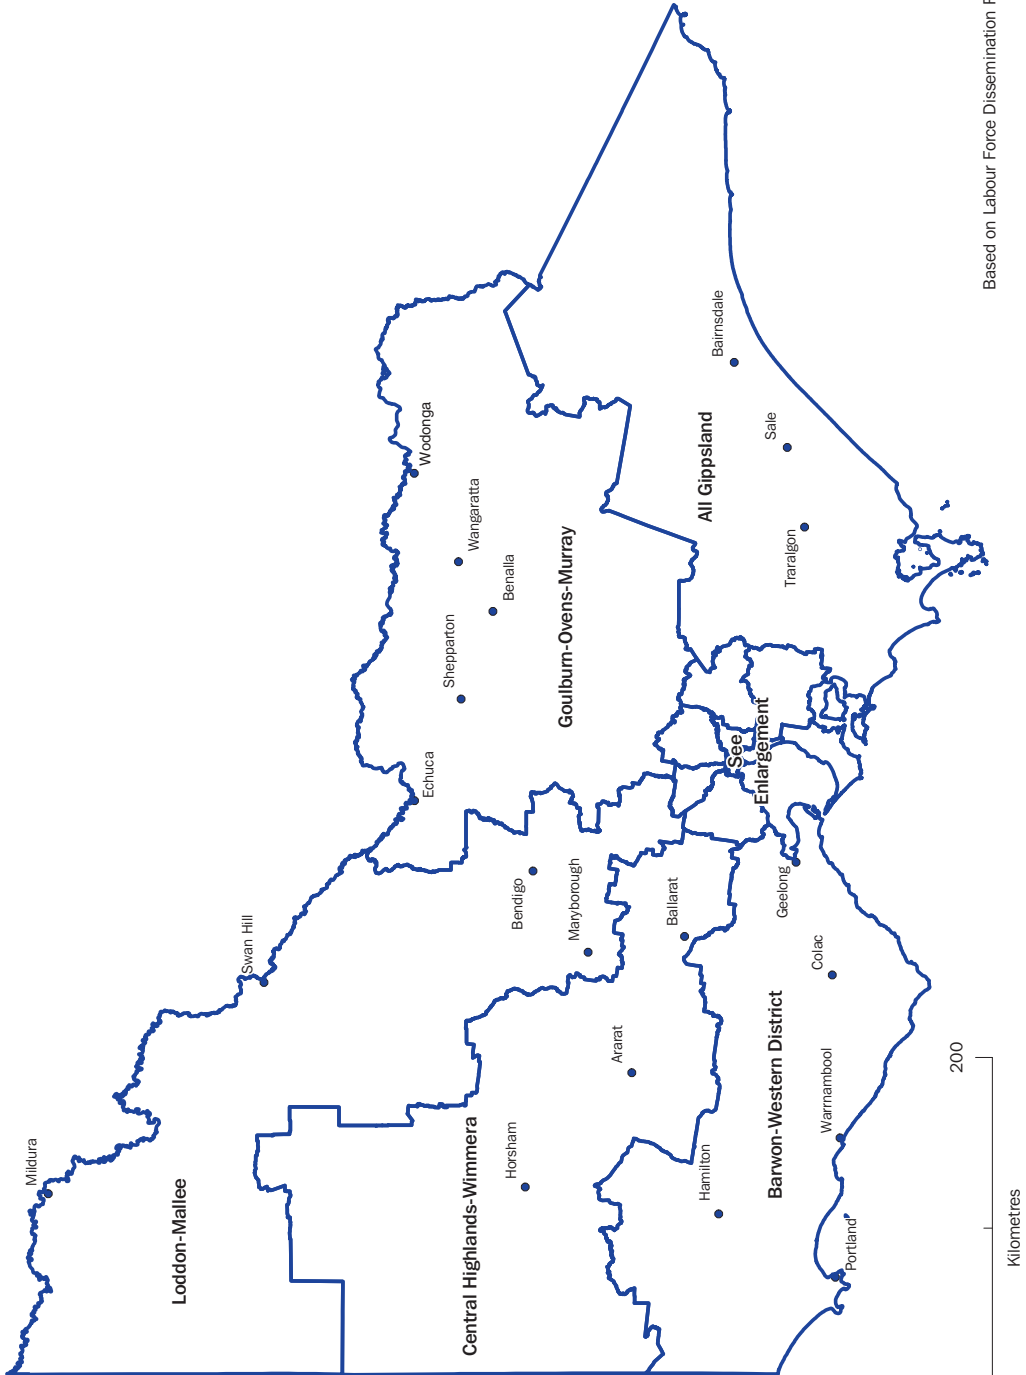 Mildura
Swan Hill
Loddon-Mallee
Echuca
Wodonga
Wangaratta
Shepparton
Benalla
Goulburn-Ovens-Murray
Bendigo
Maryborough
Horsham
Central Highlands-Wimmera
Ararat
Ballarat
See
Enlargement
All Gippsland
Bairnsdale
Sale
Traralgon
Hamilton
Barwon-Western District
Geelong
Colac
Warrnambool
Portland
200
Kilometres
Based on Labour Force Dissemination